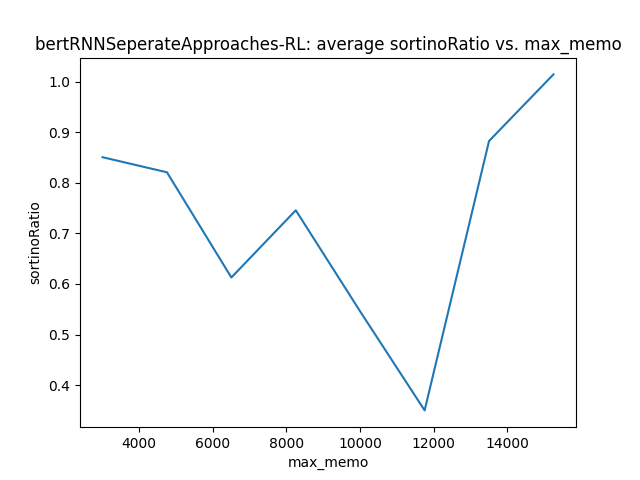 bertRNNSeperateApproaches-RL: average sortinoRatio vs. max_memo
1.0
0.9
0.8
0.7
0.6
0.5
0.4
sortinoRatio
4000 6000 8000 10000 12000 14000
max_memo